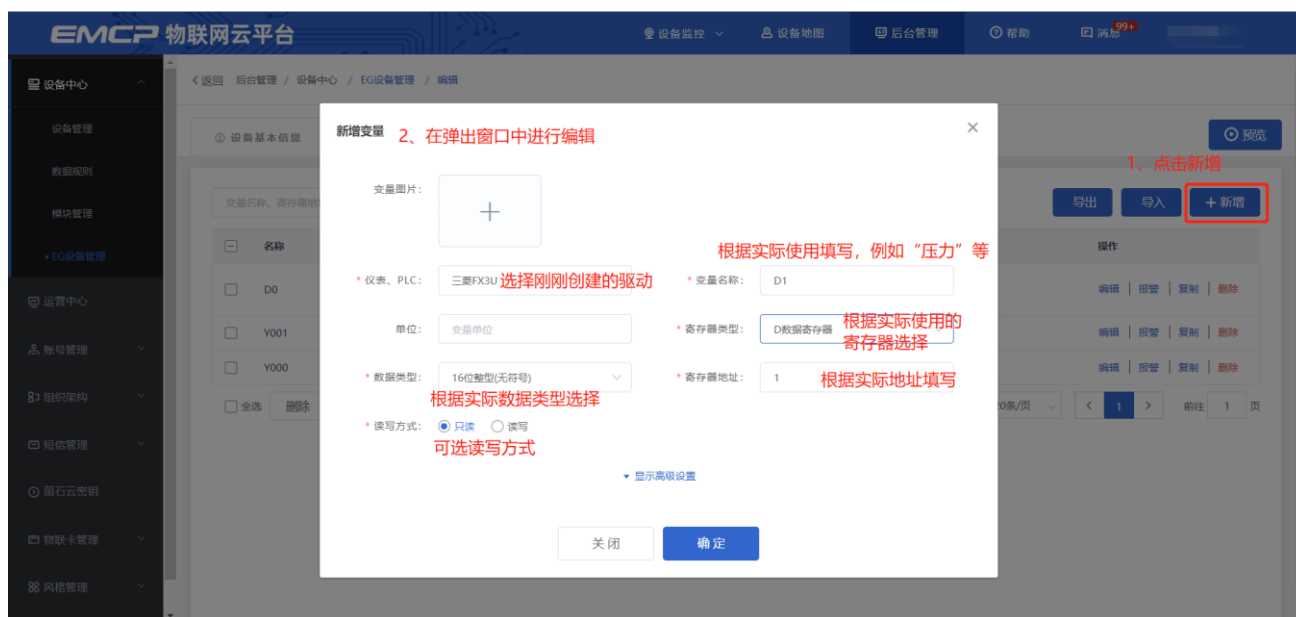 EMCP 物联网云平台
设备监控 设备地图 后台管理 帮助 消息 99+
设备中心
设备管理
数据规则
模块管理
EG设备管理
运营中心
账号管理
组织架构
短信管理
萤石云密钥
物联卡管理
风格管理
<返回 后台管理 / 设备中心 / EG设备管理 / 编辑
① 设备基本信息
预览
1、点击新增
变量名称、寄存器地
导出 导入 + 新增
名称 操作
D0 编辑 | 报警 | 复制 | 删除
Y001 编辑 | 报警 | 复制 | 删除
Y000 编辑 | 报警 | 复制 | 删除
全选 删除 20条/页 < 1 > 前往 1 页
新增变量 2、在弹出窗口中进行编辑 ×
变量图片:
+
根据实际使用填写，例如“压力”等
* 仪表、PLC: 三菱FX3U 选择刚刚创建的驱动 * 变量名称: D1
单位: 变量单位 * 寄存器类型: D数据寄存器 根据实际使用的
寄存器选择
* 数据类型: 16位整型(无符号) * 寄存器地址: 1 根据实际地址填写
根据实际数据类型选择
* 读写方式: 只读 读写
可选读写方式
显示高级设置
关闭 确定